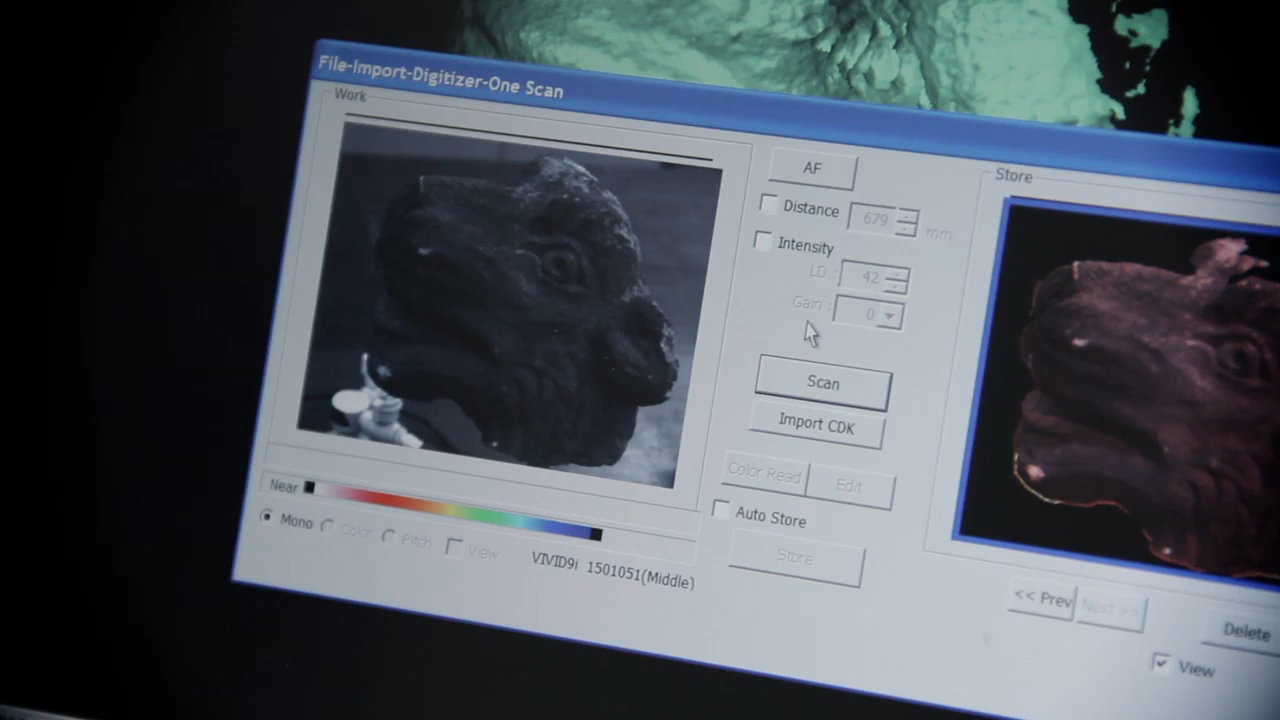 File-Import-Digitizer-One Scan
Work
AF
Distance 679 mm
Intensity
LD : 42
Gain : 0
Scan
Import CDK
Color Read Edit
Auto Store
Store
Near
Mono Color Pitch View
VIVID9i 1501051(Middle)
Store
<< Prev Next >>
Delete
View